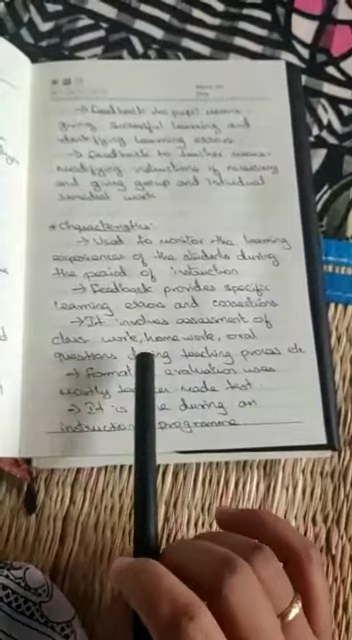 → Feedback to pupil means
giving successful learning and
identifying learning errors
→ Feedback to teacher means
modifying instructions if necessary
and giving group and individual
remedial work
* Characteristics:
→ Used to monitor the learning
experiences of the students during
the period of instruction
→ Feedback provides specific
learning errors and corrections
→ It involves assessment of
class work, home work, oral
questions during teaching process etc
→ evaluation uses
mostly teacher made test
→ It is during an
programme